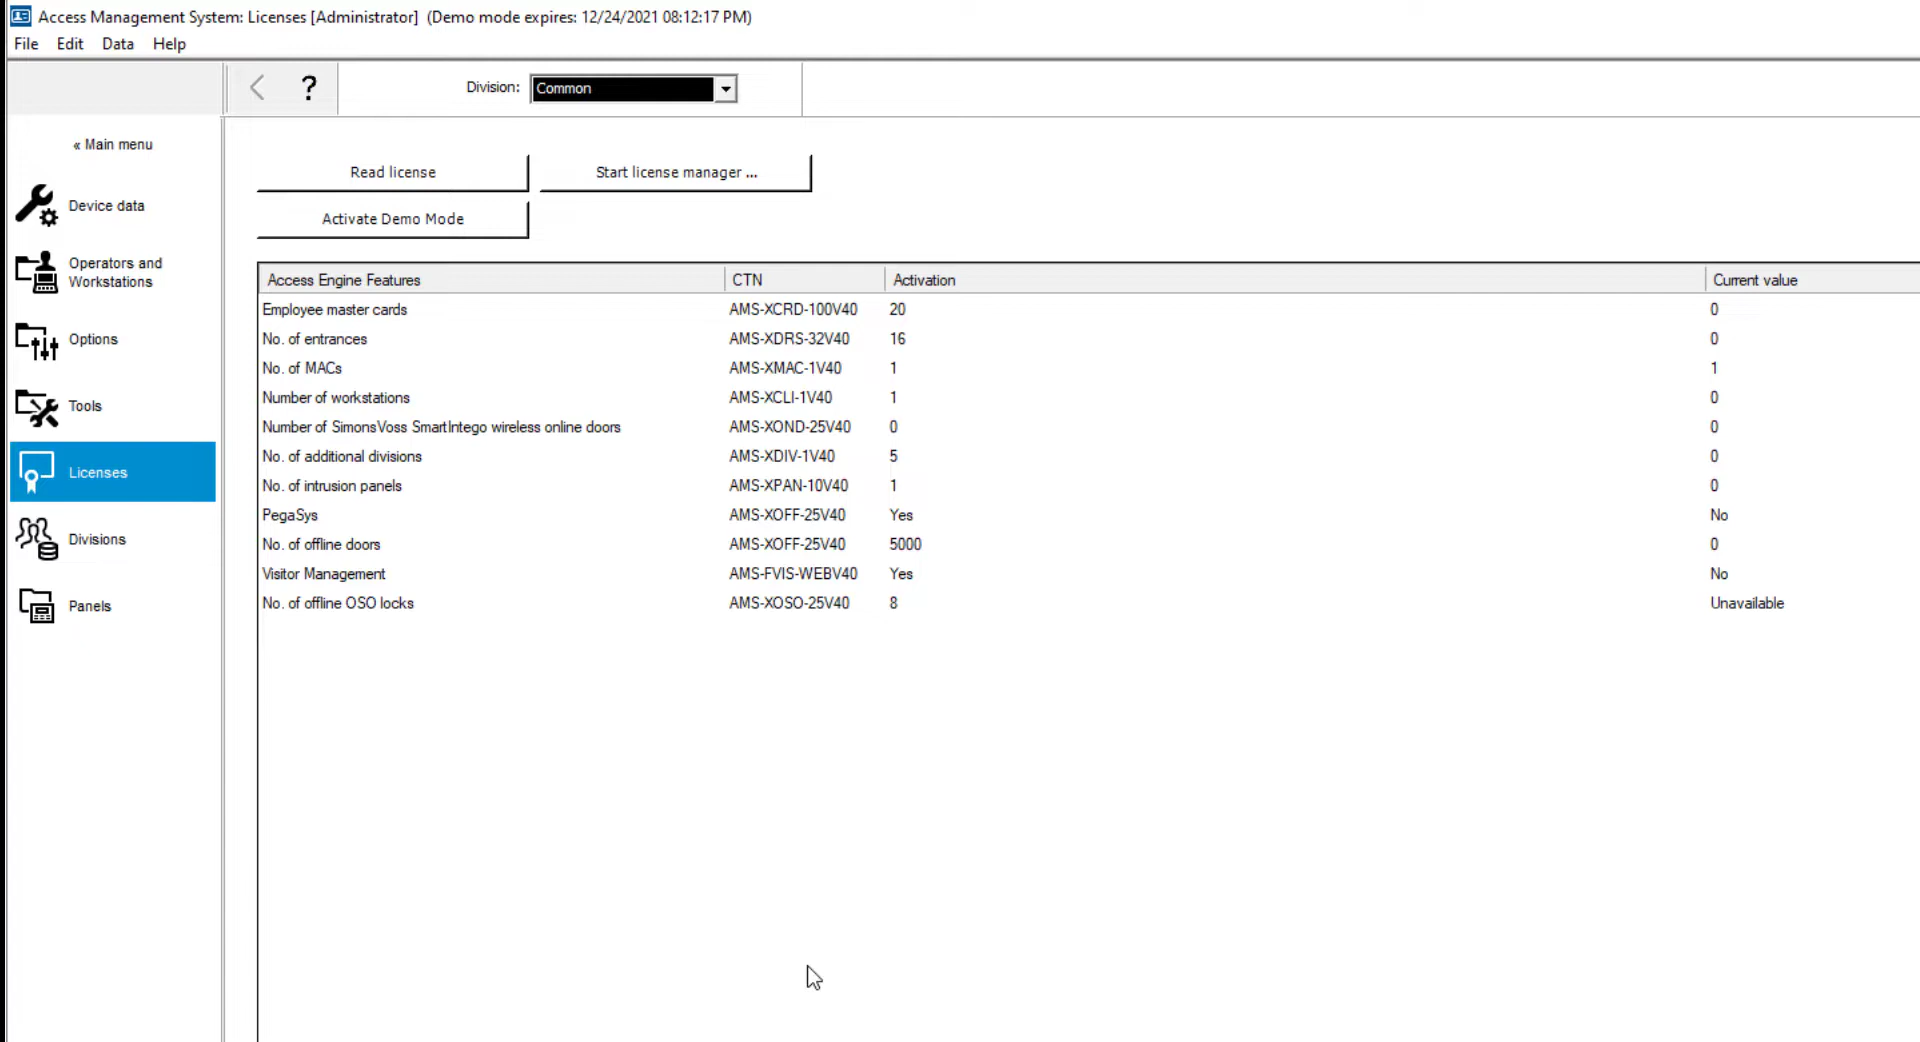 Access Management System: Licenses [Administrator]  (Demo mode expires: 12/24/2021 08:12:17 PM)
File Edit Data Help
? Division: Common
« Main menu
Device data
Operators and
Workstations
Options
Tools
Licenses
Divisions
Panels
Read license Start license manager ...
Activate Demo Mode
Access Engine Features CTN Activation Current value
Employee master cards AMS-XCRD-100V40 20 0
No. of entrances AMS-XDRS-32V40 16 0
No. of MACs AMS-XMAC-1V40 1 1
Number of workstations AMS-XCLI-1V40 1 0
Number of SimonsVoss SmartIntego wireless online doors AMS-XOND-25V40 0 0
No. of additional divisions AMS-XDIV-1V40 5 0
No. of intrusion panels AMS-XPAN-10V40 1 0
PegaSys AMS-XOFF-25V40 Yes No
No. of offline doors AMS-XOFF-25V40 5000 0
Visitor Management AMS-FVIS-WEBV40 Yes No
No. of offline OSO locks AMS-XOSO-25V40 8 Unavailable